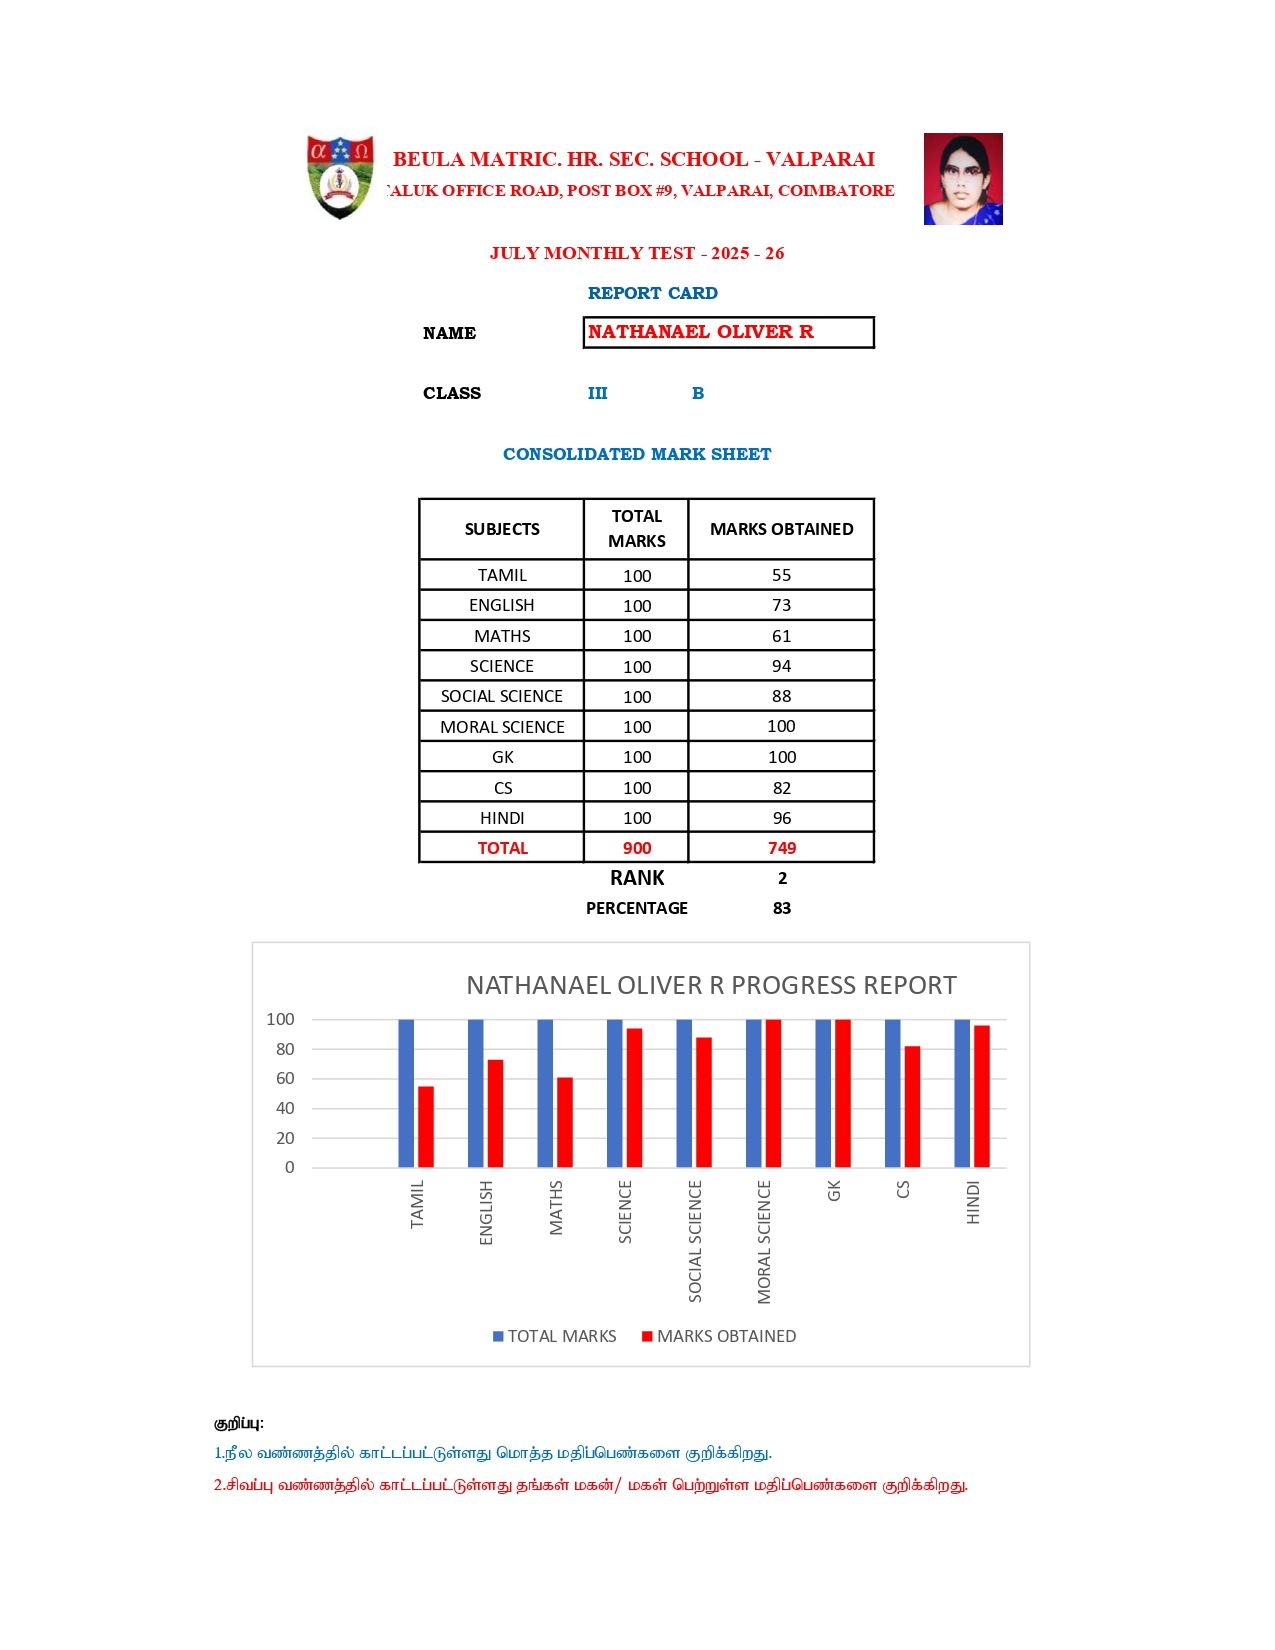 α Ω
BEULA MATRIC. HR. SEC. SCHOOL - VALPARAI
ALUK OFFICE ROAD, POST BOX #9, VALPARAI, COIMBATORE
JULY MONTHLY TEST - 2025 - 26
REPORT CARD
NAME NATHANAEL OLIVER R
CLASS III B
CONSOLIDATED MARK SHEET
SUBJECTS TOTAL MARKS MARKS OBTAINED
TAMIL 100 55
ENGLISH 100 73
MATHS 100 61
SCIENCE 100 94
SOCIAL SCIENCE 100 88
MORAL SCIENCE 100 100
GK 100 100
CS 100 82
HINDI 100 96
TOTAL 900 749
RANK 2
PERCENTAGE 83
NATHANAEL OLIVER R PROGRESS REPORT
100
80
60
40
20
0
TAMIL ENGLISH MATHS SCIENCE SOCIAL SCIENCE MORAL SCIENCE GK CS HINDI
TOTAL MARKS MARKS OBTAINED
குறிப்பு:
1.நீல வண்ணத்தில் காட்டப்பட்டுள்ளது மொத்த மதிப்பெண்களை குறிக்கிறது.
2.சிவப்பு வண்ணத்தில் காட்டப்பட்டுள்ளது தங்கள் மகன்/ மகள் பெற்றுள்ள மதிப்பெண்களை குறிக்கிறது.